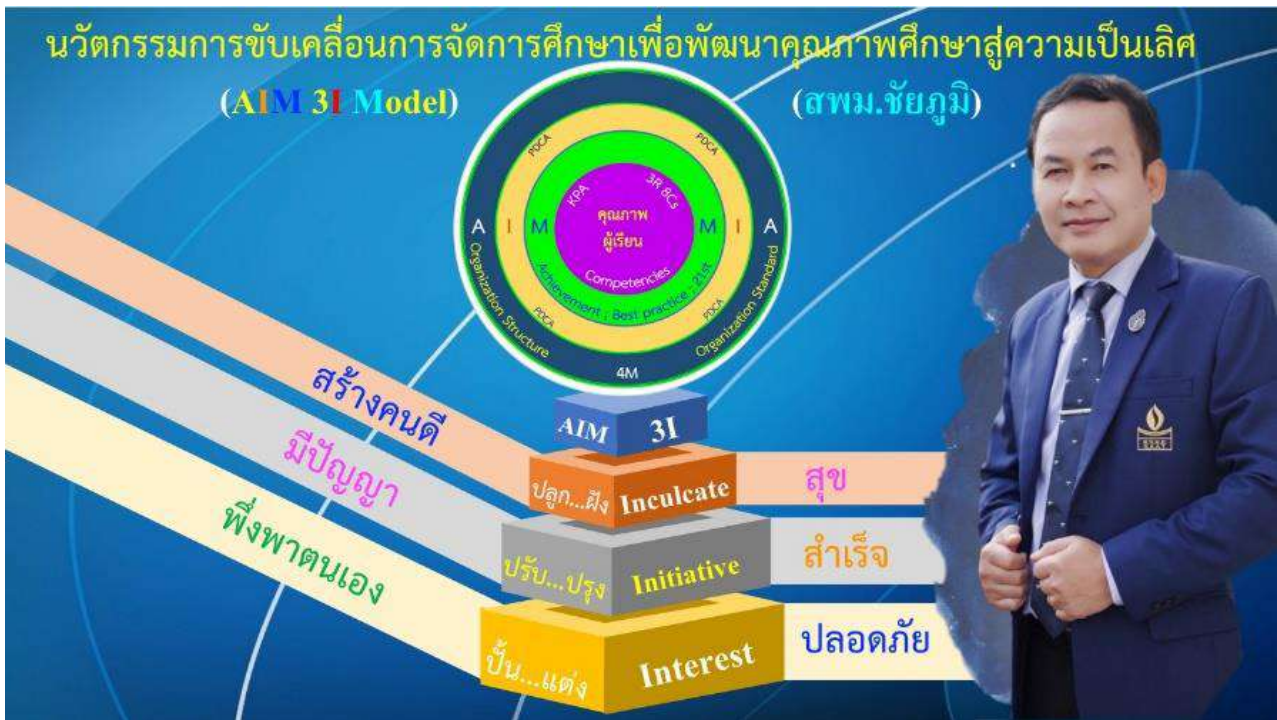 นวัตกรรมการขับเคลื่อนการจัดการศึกษาเพื่อพัฒนาคุณภาพศึกษาสู่ความเป็นเลิศ
(AIM 3I Model)
(สพม.ชัยภูมิ)
PDCA
PDCA
KPA
3R 8Cs
คุณภาพ
ผู้เรียน
A I M
M I A
Competencies
Achievement ; Best practice ; 21st
PDCA
PDCA
Organization Structure
Organization Standard
4M
AIM 3I
สร้างคนดี
ปลูก...ฝัง Inculcate
สุข
มีปัญญา
ปรับ...ปรุง Initiative
สำเร็จ
พึ่งพาตนเอง
ปั้น...แต่ง Interest
ปลอดภัย